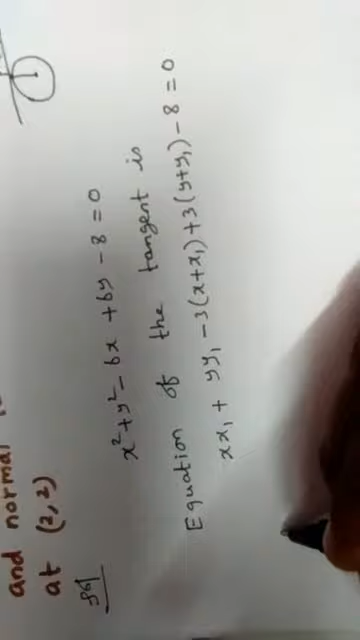 and normal
at (2,2)
Sol
x²+y²-6x +6y -8=0
Equation of the tangent is
xx₁ + yy₁ -3(x+x₁)+3(y+y₁)-8=0